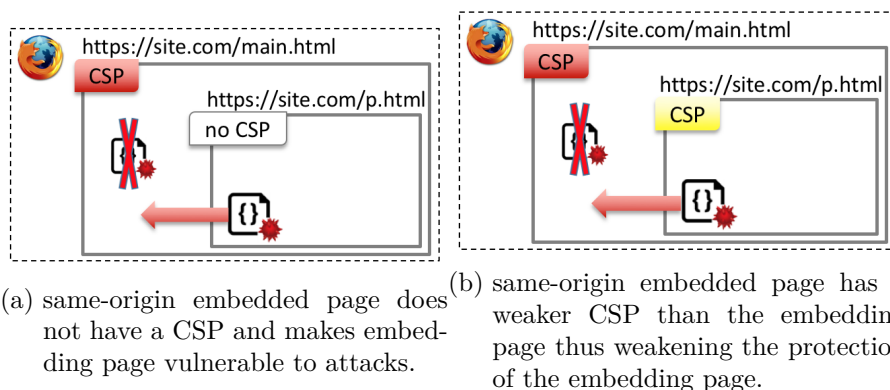 https://site.com/main.html
CSP
https://site.com/p.html
no CSP
{}
{}
(a) same-origin embedded page does
not have a CSP and makes embed-
ding page vulnerable to attacks.
https://site.com/main.html
CSP
https://site.com/p.html
CSP
{}
{}
(b) same-origin embedded page has
weaker CSP than the embeddin
page thus weakening the protectio
of the embedding page.